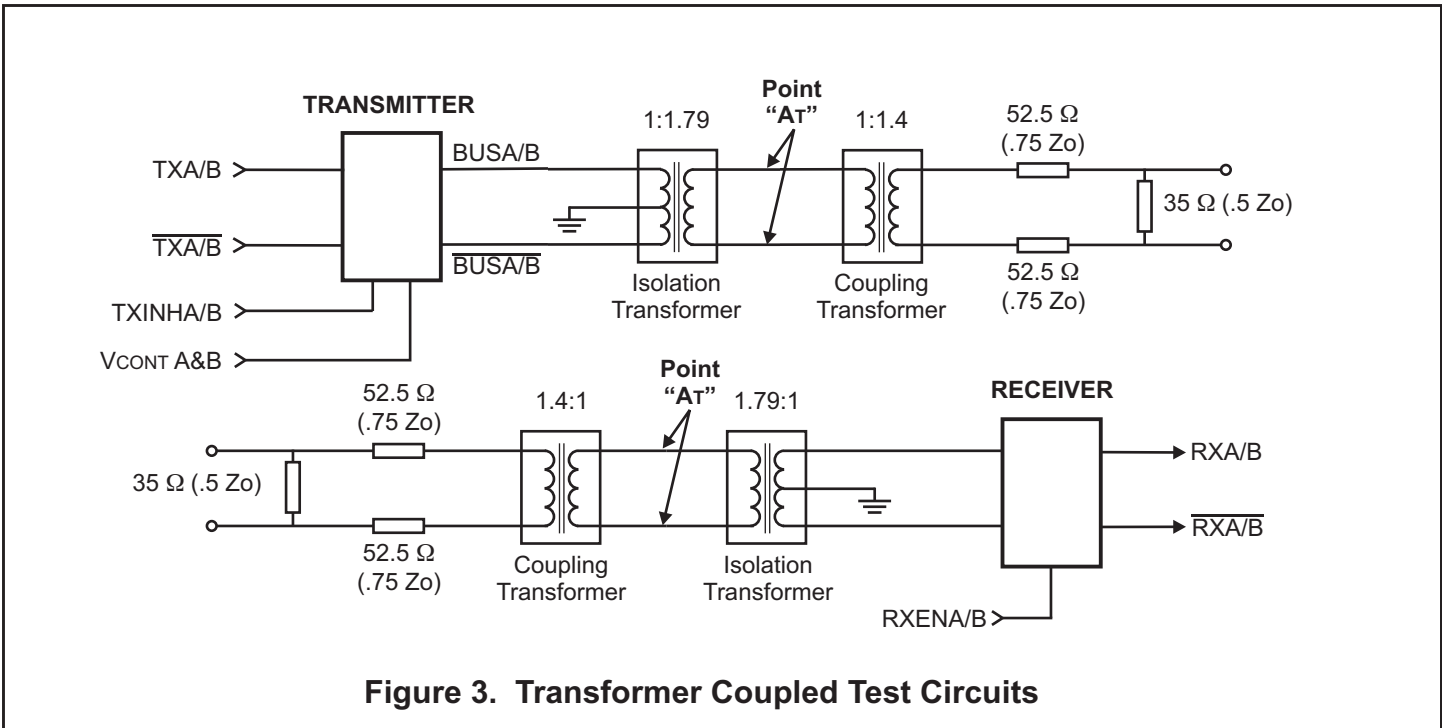 TRANSMITTER
TXA/B
TXA/B
TXINHA/B
VCONT A&B
BUSA/B
BUSA/B
1:1.79
Isolation
Transformer
Point
“AT”
1:1.4
Coupling
Transformer
52.5 Ω
(.75 Zo)
35 Ω (.5 Zo)
52.5 Ω
(.75 Zo)
35 Ω (.5 Zo)
52.5 Ω
(.75 Zo)
52.5 Ω
(.75 Zo)
1.4:1
Coupling
Transformer
Point
“AT”
1.79:1
Isolation
Transformer
RECEIVER
RXA/B
RXA/B
RXENA/B
Figure 3. Transformer Coupled Test Circuits